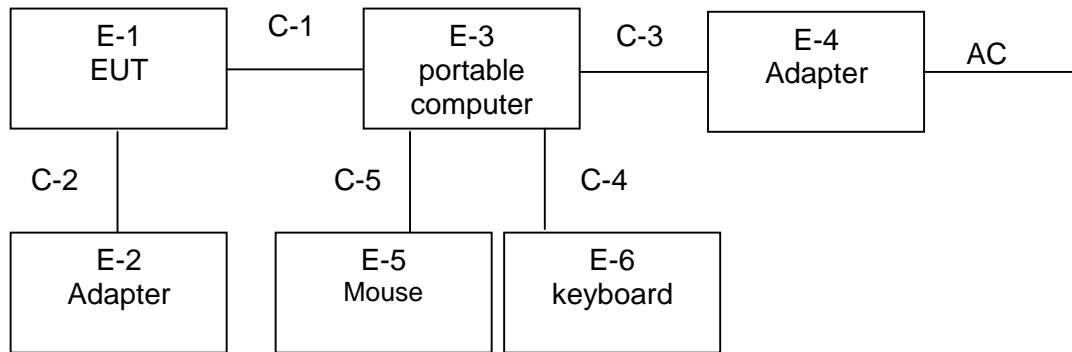 E-1
EUT
C-1
E-3
portable
computer
C-3
E-4
Adapter
AC
C-2
C-5
C-4
E-2
Adapter
E-5
Mouse
E-6
keyboard